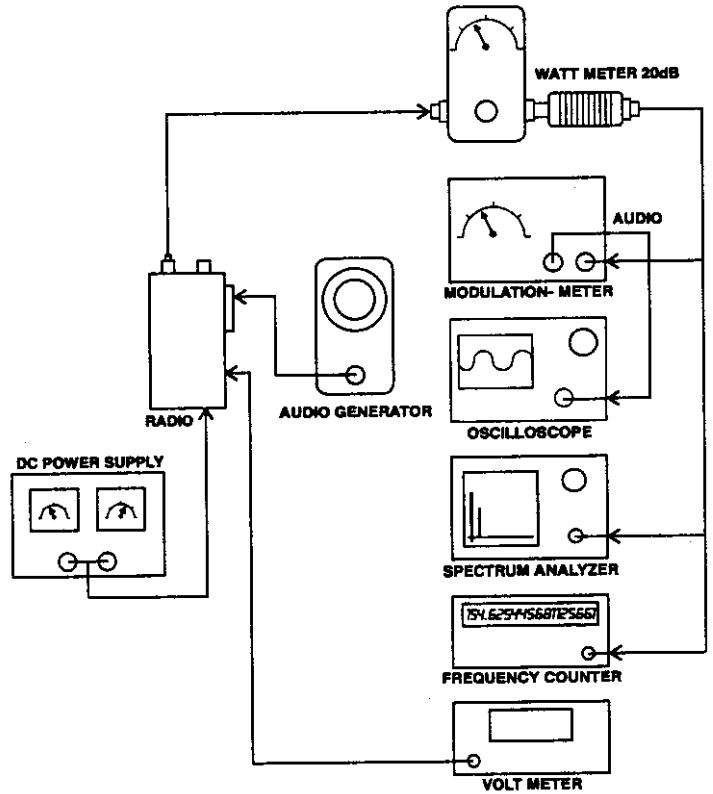 WATT METER 20dB
AUDIO
MODULATION- METER
RADIO
AUDIO GENERATOR
OSCILLOSCOPE
DC POWER SUPPLY
SPECTRUM ANALYZER
FREQUENCY COUNTER
VOLT METER